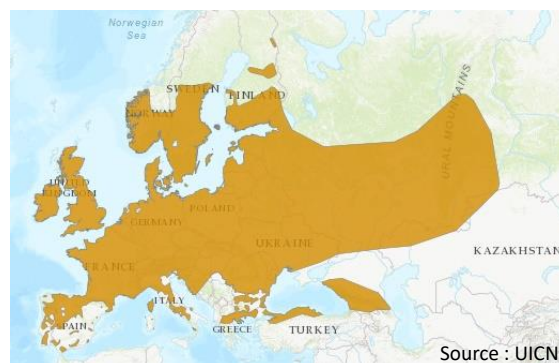 Norwegian
Sea
SWEDEN
FINLAND
NORWAY
URAL MOUNTAINS
UNITED
KINGDOM
POLAND
GERMANY
UKRAINE
KAZAKHSTAN
FRANCE
ITALY
SPAIN
GREECE
TURKEY
Source : UICN